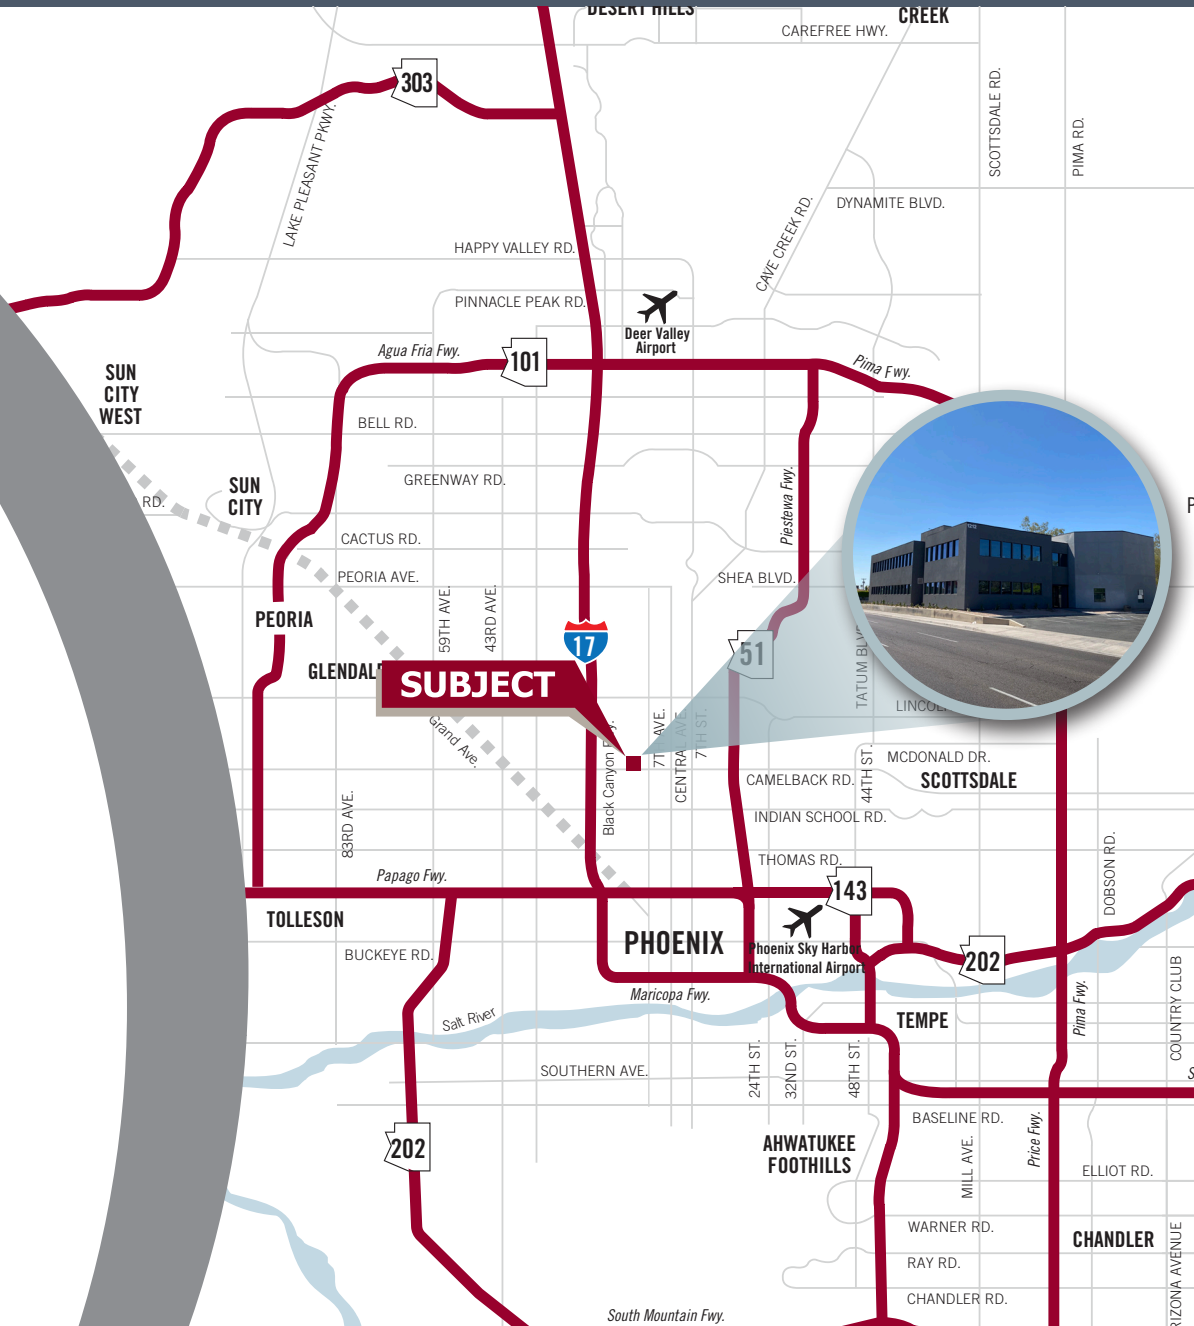 DESERT HILLS
CREEK
CAREFREE HWY.
303
SCOTTSDALE RD.
PIMA RD.
LAKE PLEASANT PKWY.
DYNAMITE BLVD.
CAVE CREEK RD.
HAPPY VALLEY RD.
PINNACLE PEAK RD.
Deer Valley
Airport
Agua Fria Fwy.
101
Pima Fwy.
SUN
CITY
WEST
BELL RD.
GREENWAY RD.
SUN
CITY
RD.
Piestewa Fwy.
CACTUS RD.
PEORIA AVE.
SHEA BLVD.
59TH AVE.
43RD AVE.
PEORIA
17
51
GLENDAL
SUBJECT
TATUM BLV
LINCOL
Grand Ave.
Black Canyon F y.
7T AVE.
CENTRAL AVE.
7TH ST.
44TH ST.
MCDONALD DR.
CAMELBACK RD.
SCOTTSDALE
INDIAN SCHOOL RD.
83RD AVE.
THOMAS RD.
DOBSON RD.
Papago Fwy.
143
TOLLESON
PHOENIX
Phoenix Sky Harbor
International Airport
BUCKEYE RD.
202
COUNTRY CLUB
Maricopa Fwy.
Salt River
TEMPE
Pima Fwy.
SOUTHERN AVE.
24TH ST.
32ND ST.
48TH ST.
S
BASELINE RD.
Price Fwy.
202
AHWATUKEE
FOOTHILLS
MILL AVE.
ELLIOT RD.
WARNER RD.
CHANDLER
RAY RD.
RIZONA AVENUE
CHANDLER RD.
South Mountain Fwy.